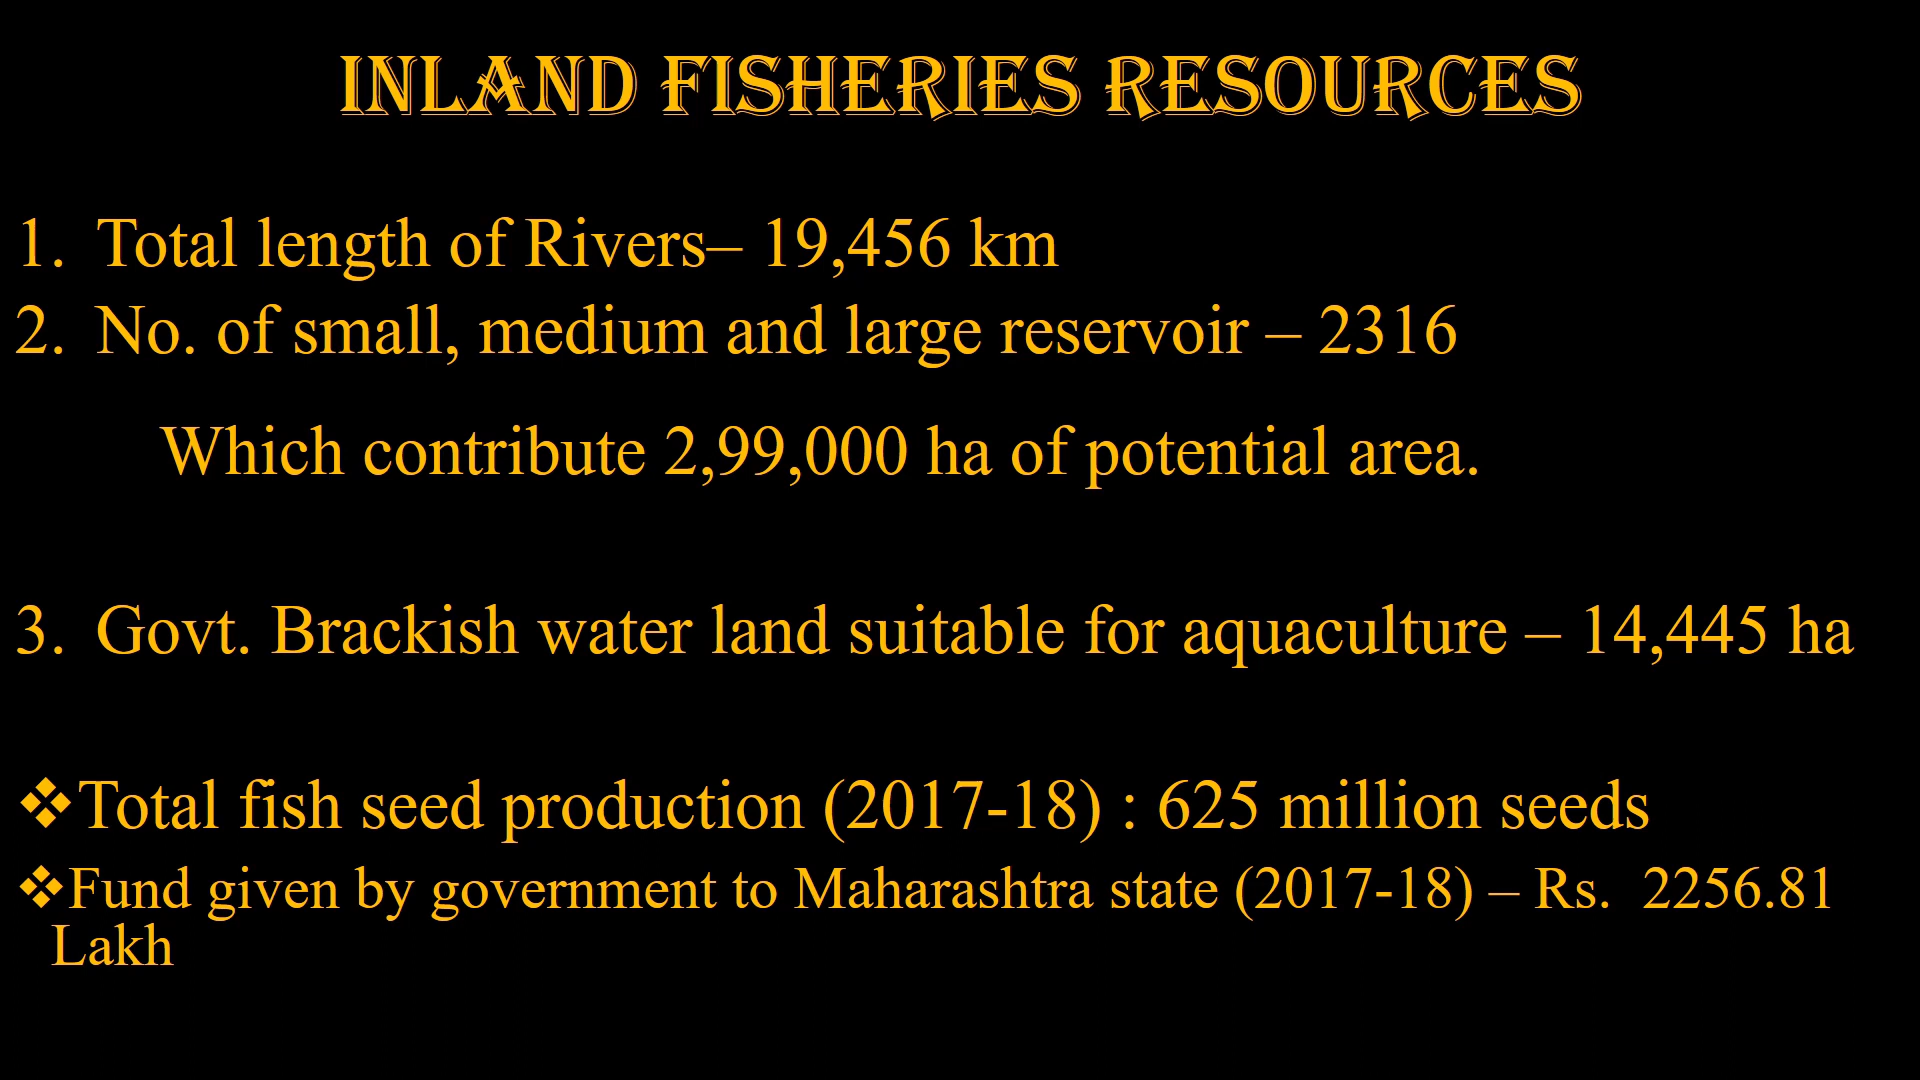 INLAND FISHERIES RESOURCES
1. Total length of Rivers– 19,456 km
2. No. of small, medium and large reservoir – 2316
Which contribute 2,99,000 ha of potential area.
3. Govt. Brackish water land suitable for aquaculture – 14,445 ha
❖Total fish seed production (2017-18) : 625 million seeds
❖Fund given by government to Maharashtra state (2017-18) – Rs. 2256.81
Lakh